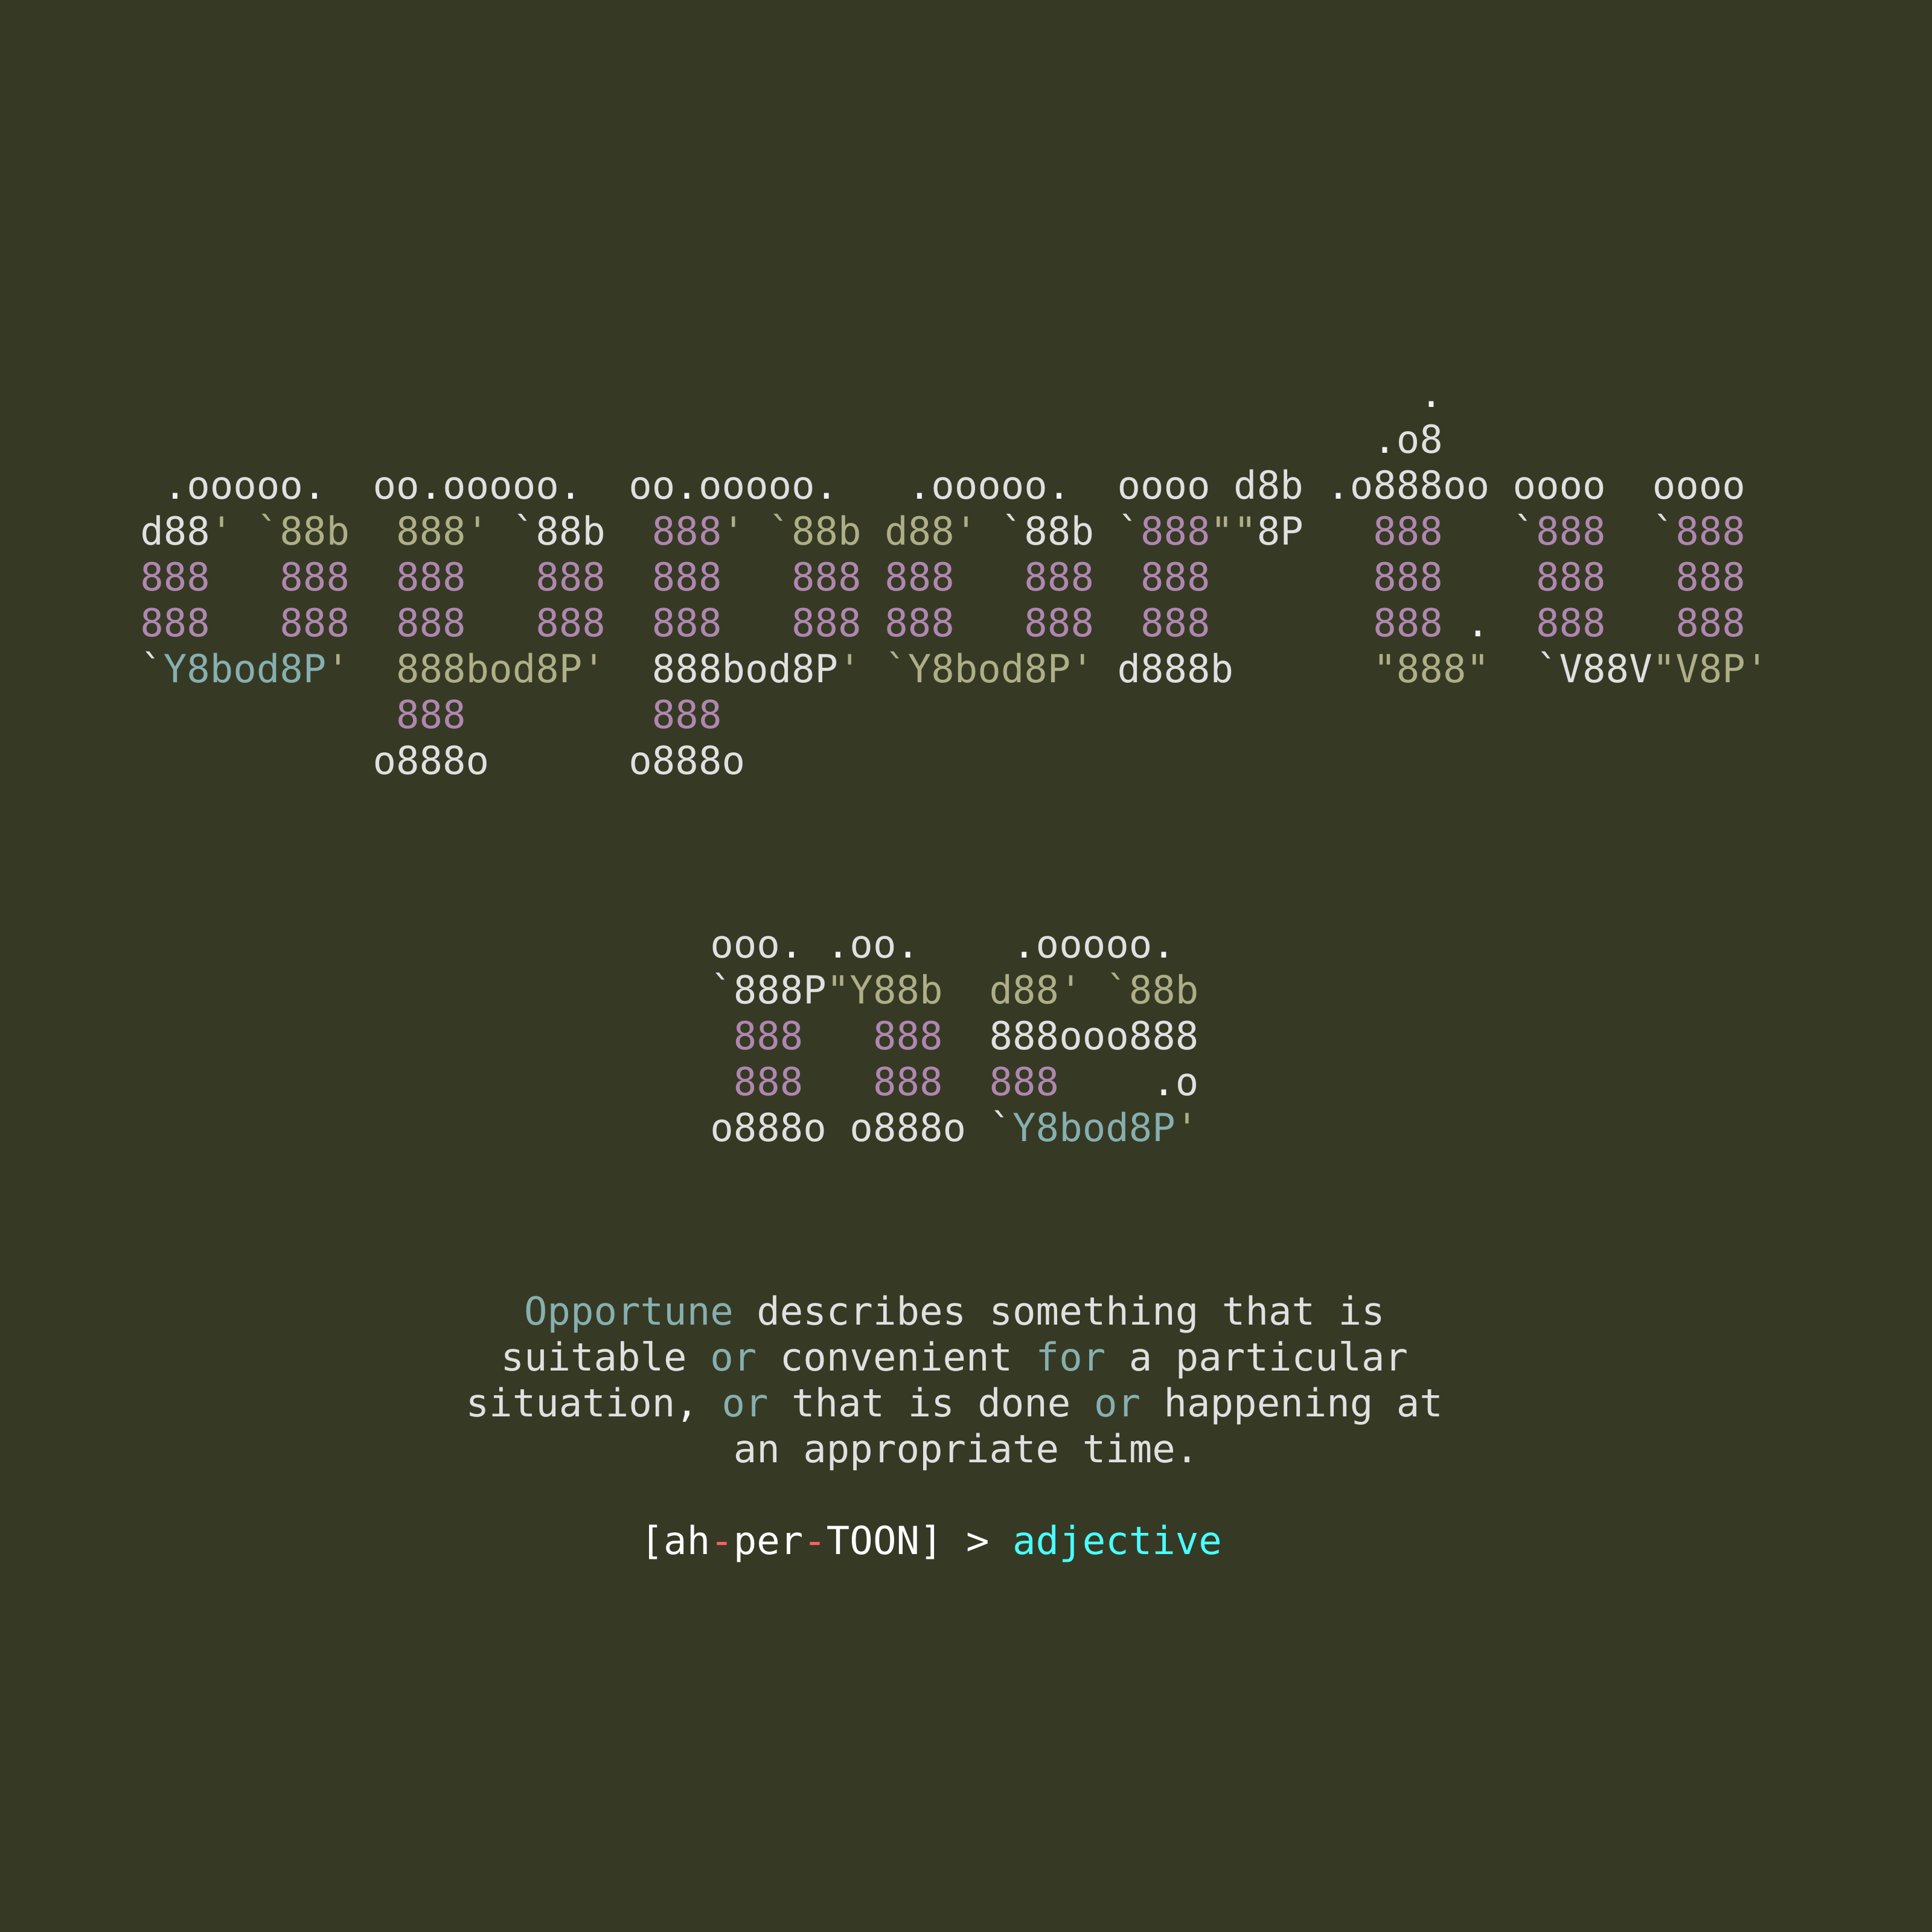 opportu
ne
Opportune describes something that is
suitable or convenient for a particular
situation, or that is done or happening at
an appropriate time.
[ah-per-TOON] > adjective